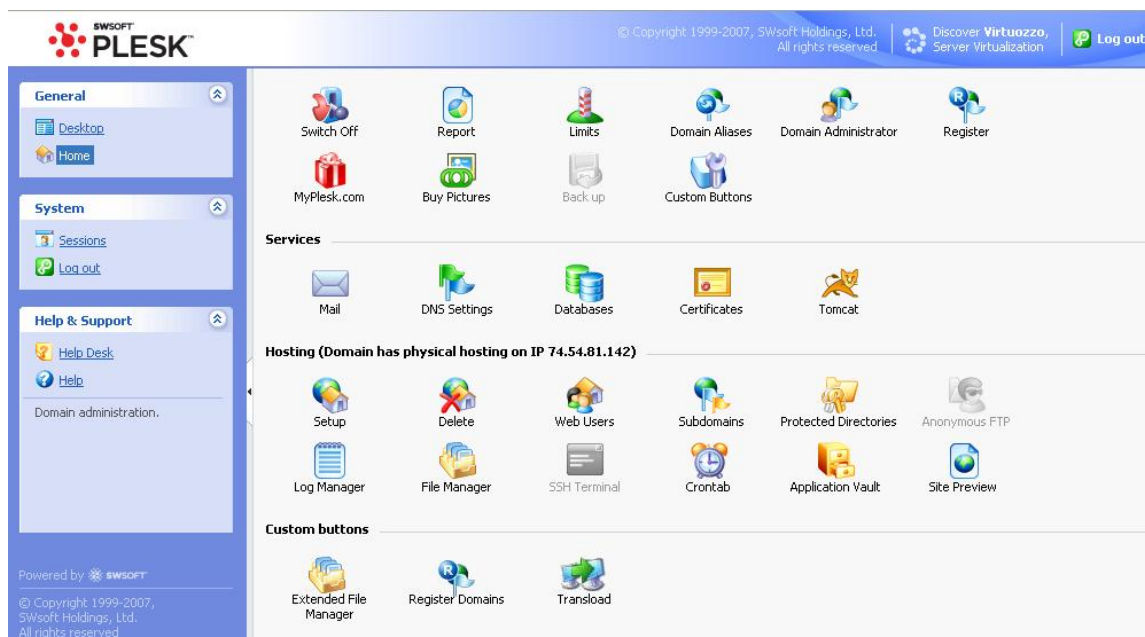 SWSOFT
PLESK™
© Copyright 1999-2007, SWsoft Holdings, Ltd.
All rights reserved
Discover Virtuozzo,
Server Virtualization
Log out
General
Desktop
Home
System
Sessions
Log out
Help & Support
Help Desk
Help
Domain administration.
Powered by SWSOFT
© Copyright 1999-2007,
SWsoft Holdings, Ltd.
All rights reserved
Switch Off Report Limits Domain Aliases Domain Administrator Register
MyPlesk.com Buy Pictures Back up Custom Buttons
Services
Mail DNS Settings Databases Certificates Tomcat
Hosting (Domain has physical hosting on IP 74.54.81.142)
Setup Delete Web Users Subdomains Protected Directories Anonymous FTP
Log Manager File Manager SSH Terminal Crontab Application Vault Site Preview
Custom buttons
Extended File Manager Register Domains Transload